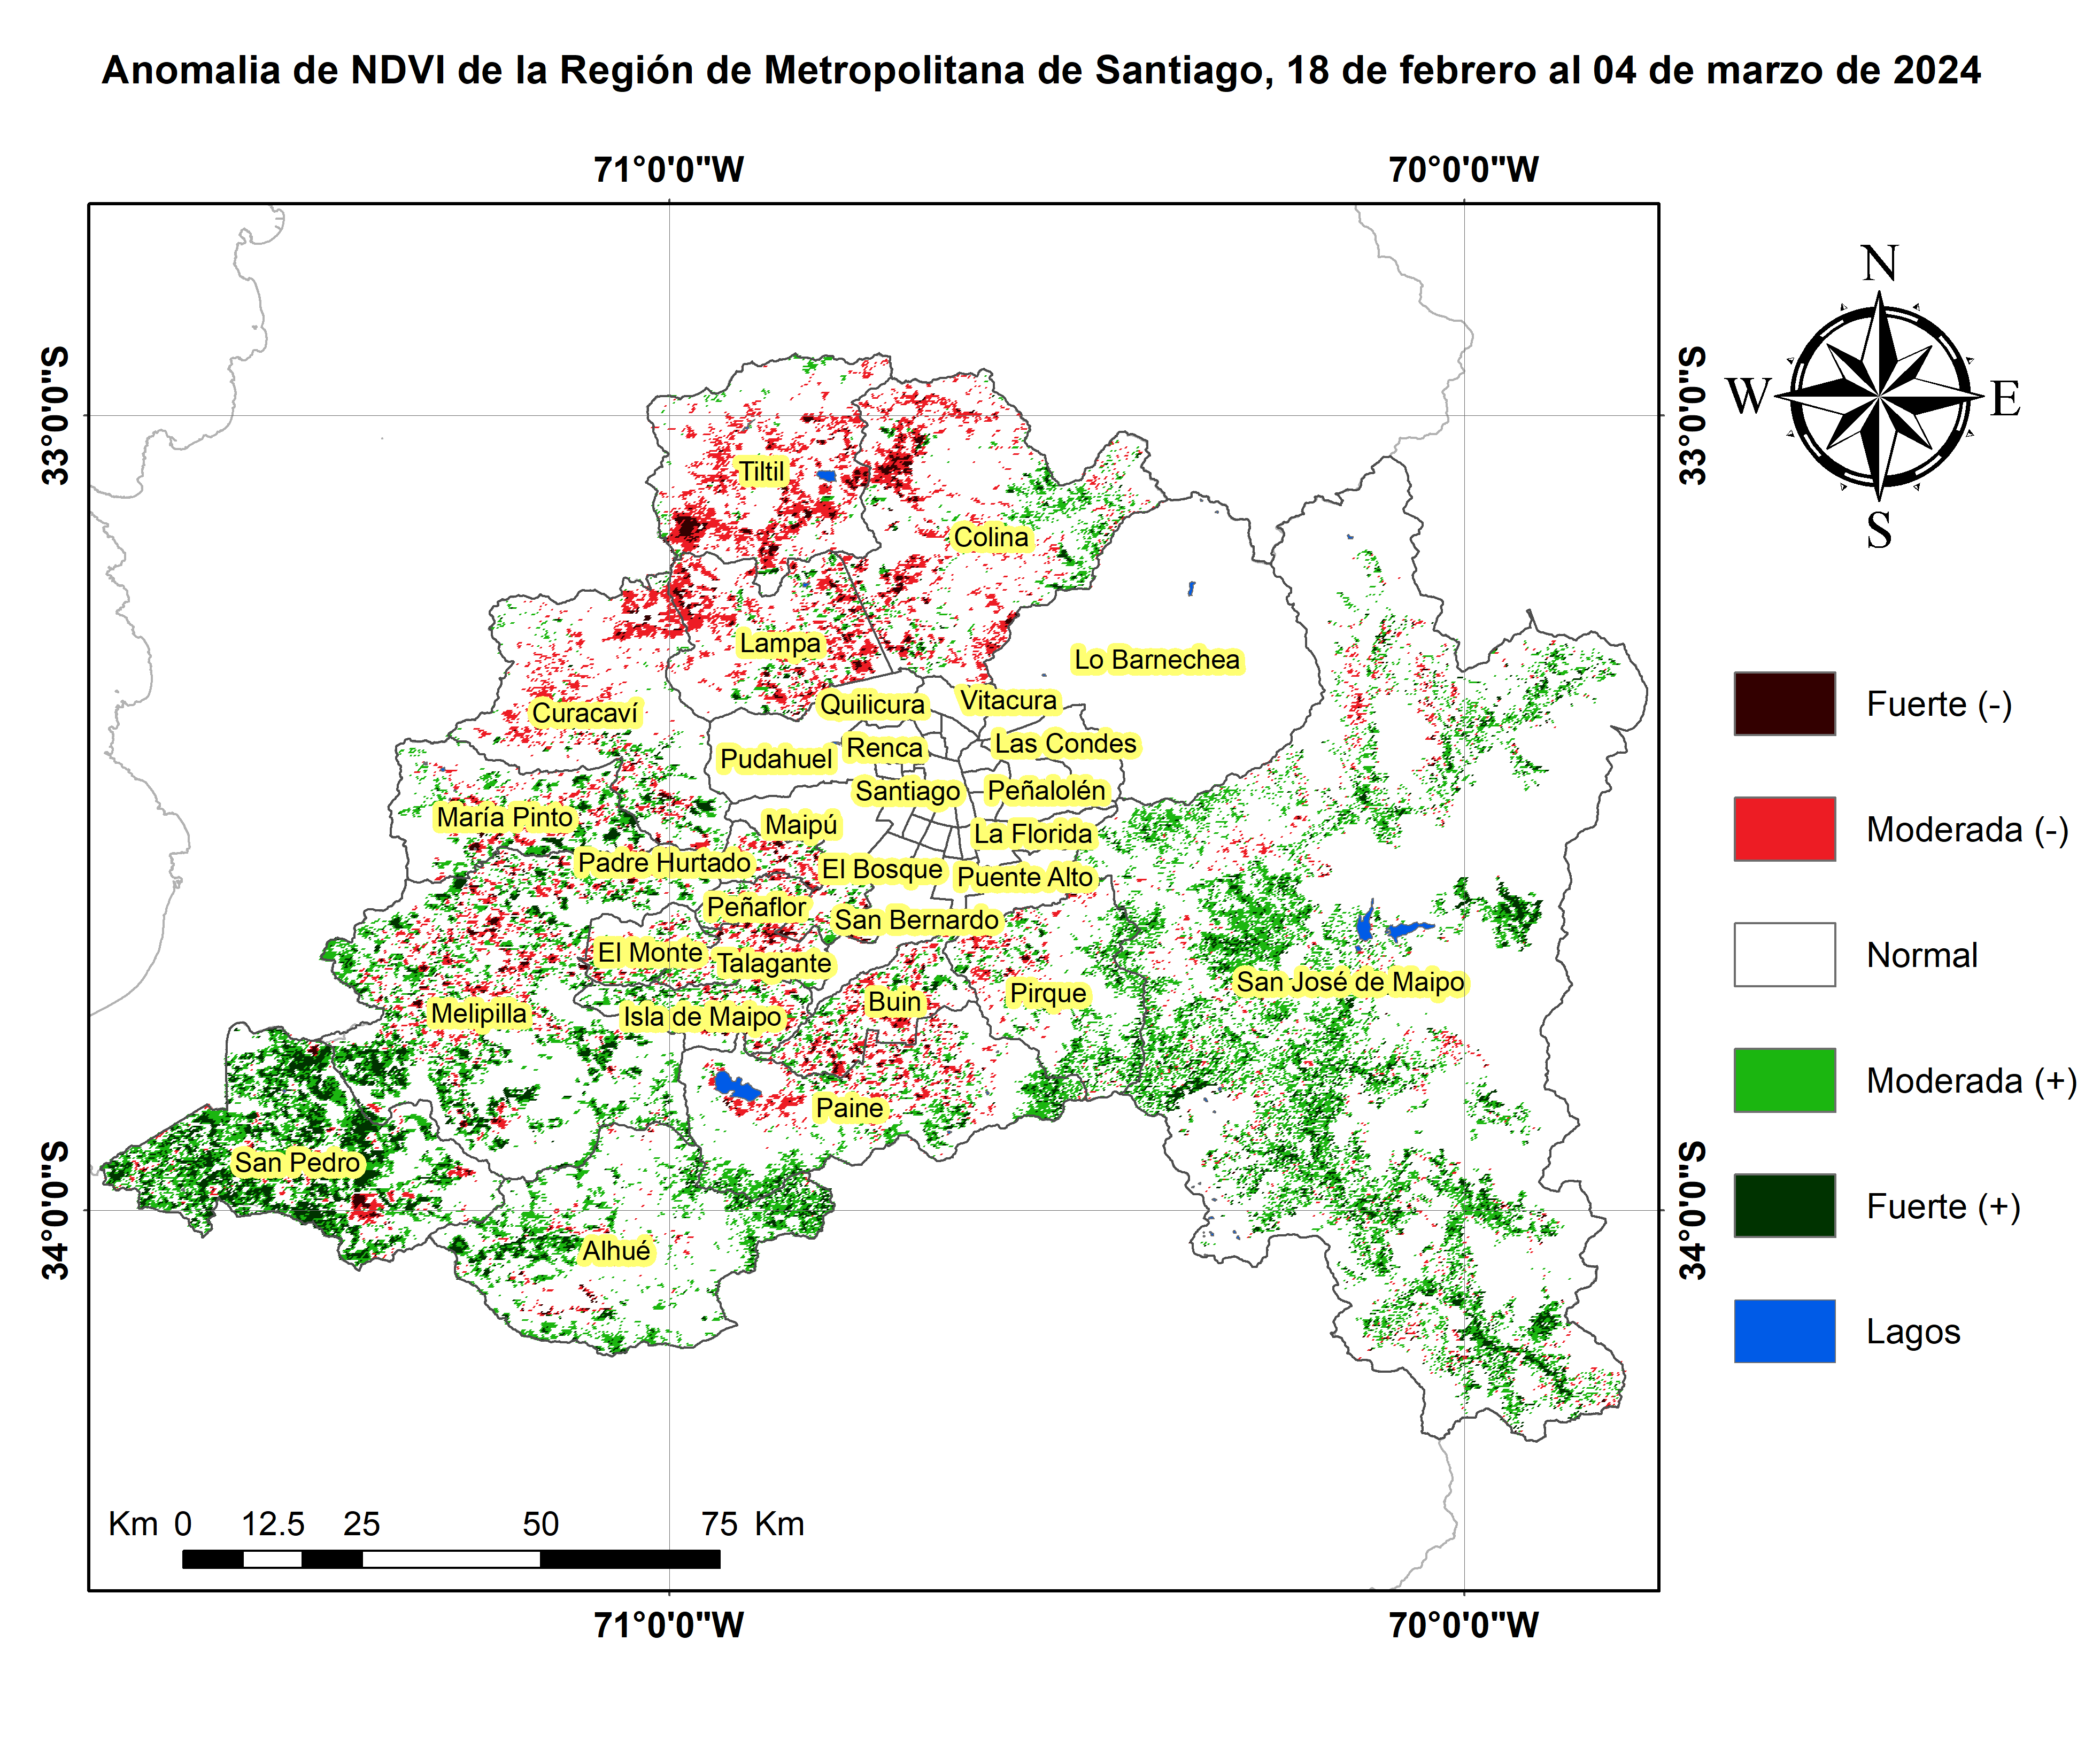 Anomalia de NDVI de la Región de Metropolitana de Santiago, 18 de febrero al 04 de marzo de 2024
71°0'0"W 70°0'0"W
33°0'0"S 33°0'0"S
34°0'0"S 34°0'0"S
N
W E
S
Tiltil
Colina
Lampa
Lo Barnechea
Quilicura Vitacura
Curacaví
Pudahuel Renca Las Condes
Santiago Peñalolén
María Pinto Maipú La Florida
Padre Hurtado El Bosque Puente Alto
Peñaflor San Bernardo
El Monte Talagante
San José de Maipo
Melipilla Isla de Maipo Buin Pirque
Paine
San Pedro
Alhué
Fuerte (-)
Moderada (-)
Normal
Moderada (+)
Fuerte (+)
Lagos
Km 0 12.5 25 50 75 Km
71°0'0"W 70°0'0"W